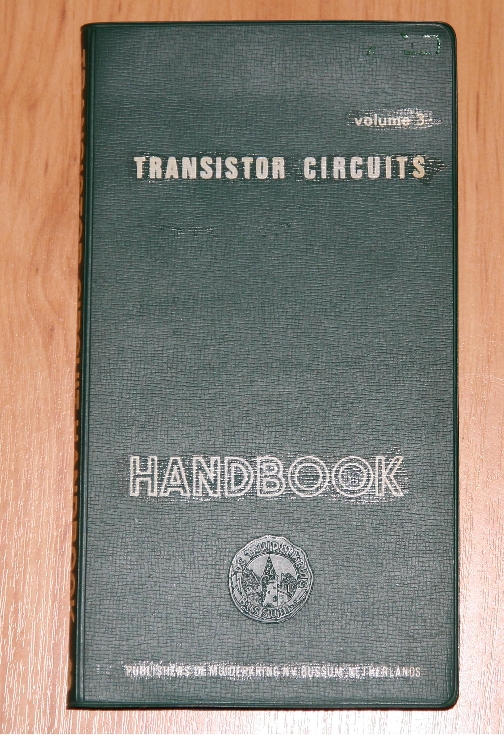 volume 3
TRANSISTOR CIRCUITS
HANDBOOK
PUBLISHERS DE MUIDERKRING N.V. BUSSUM, NETHERLANDS